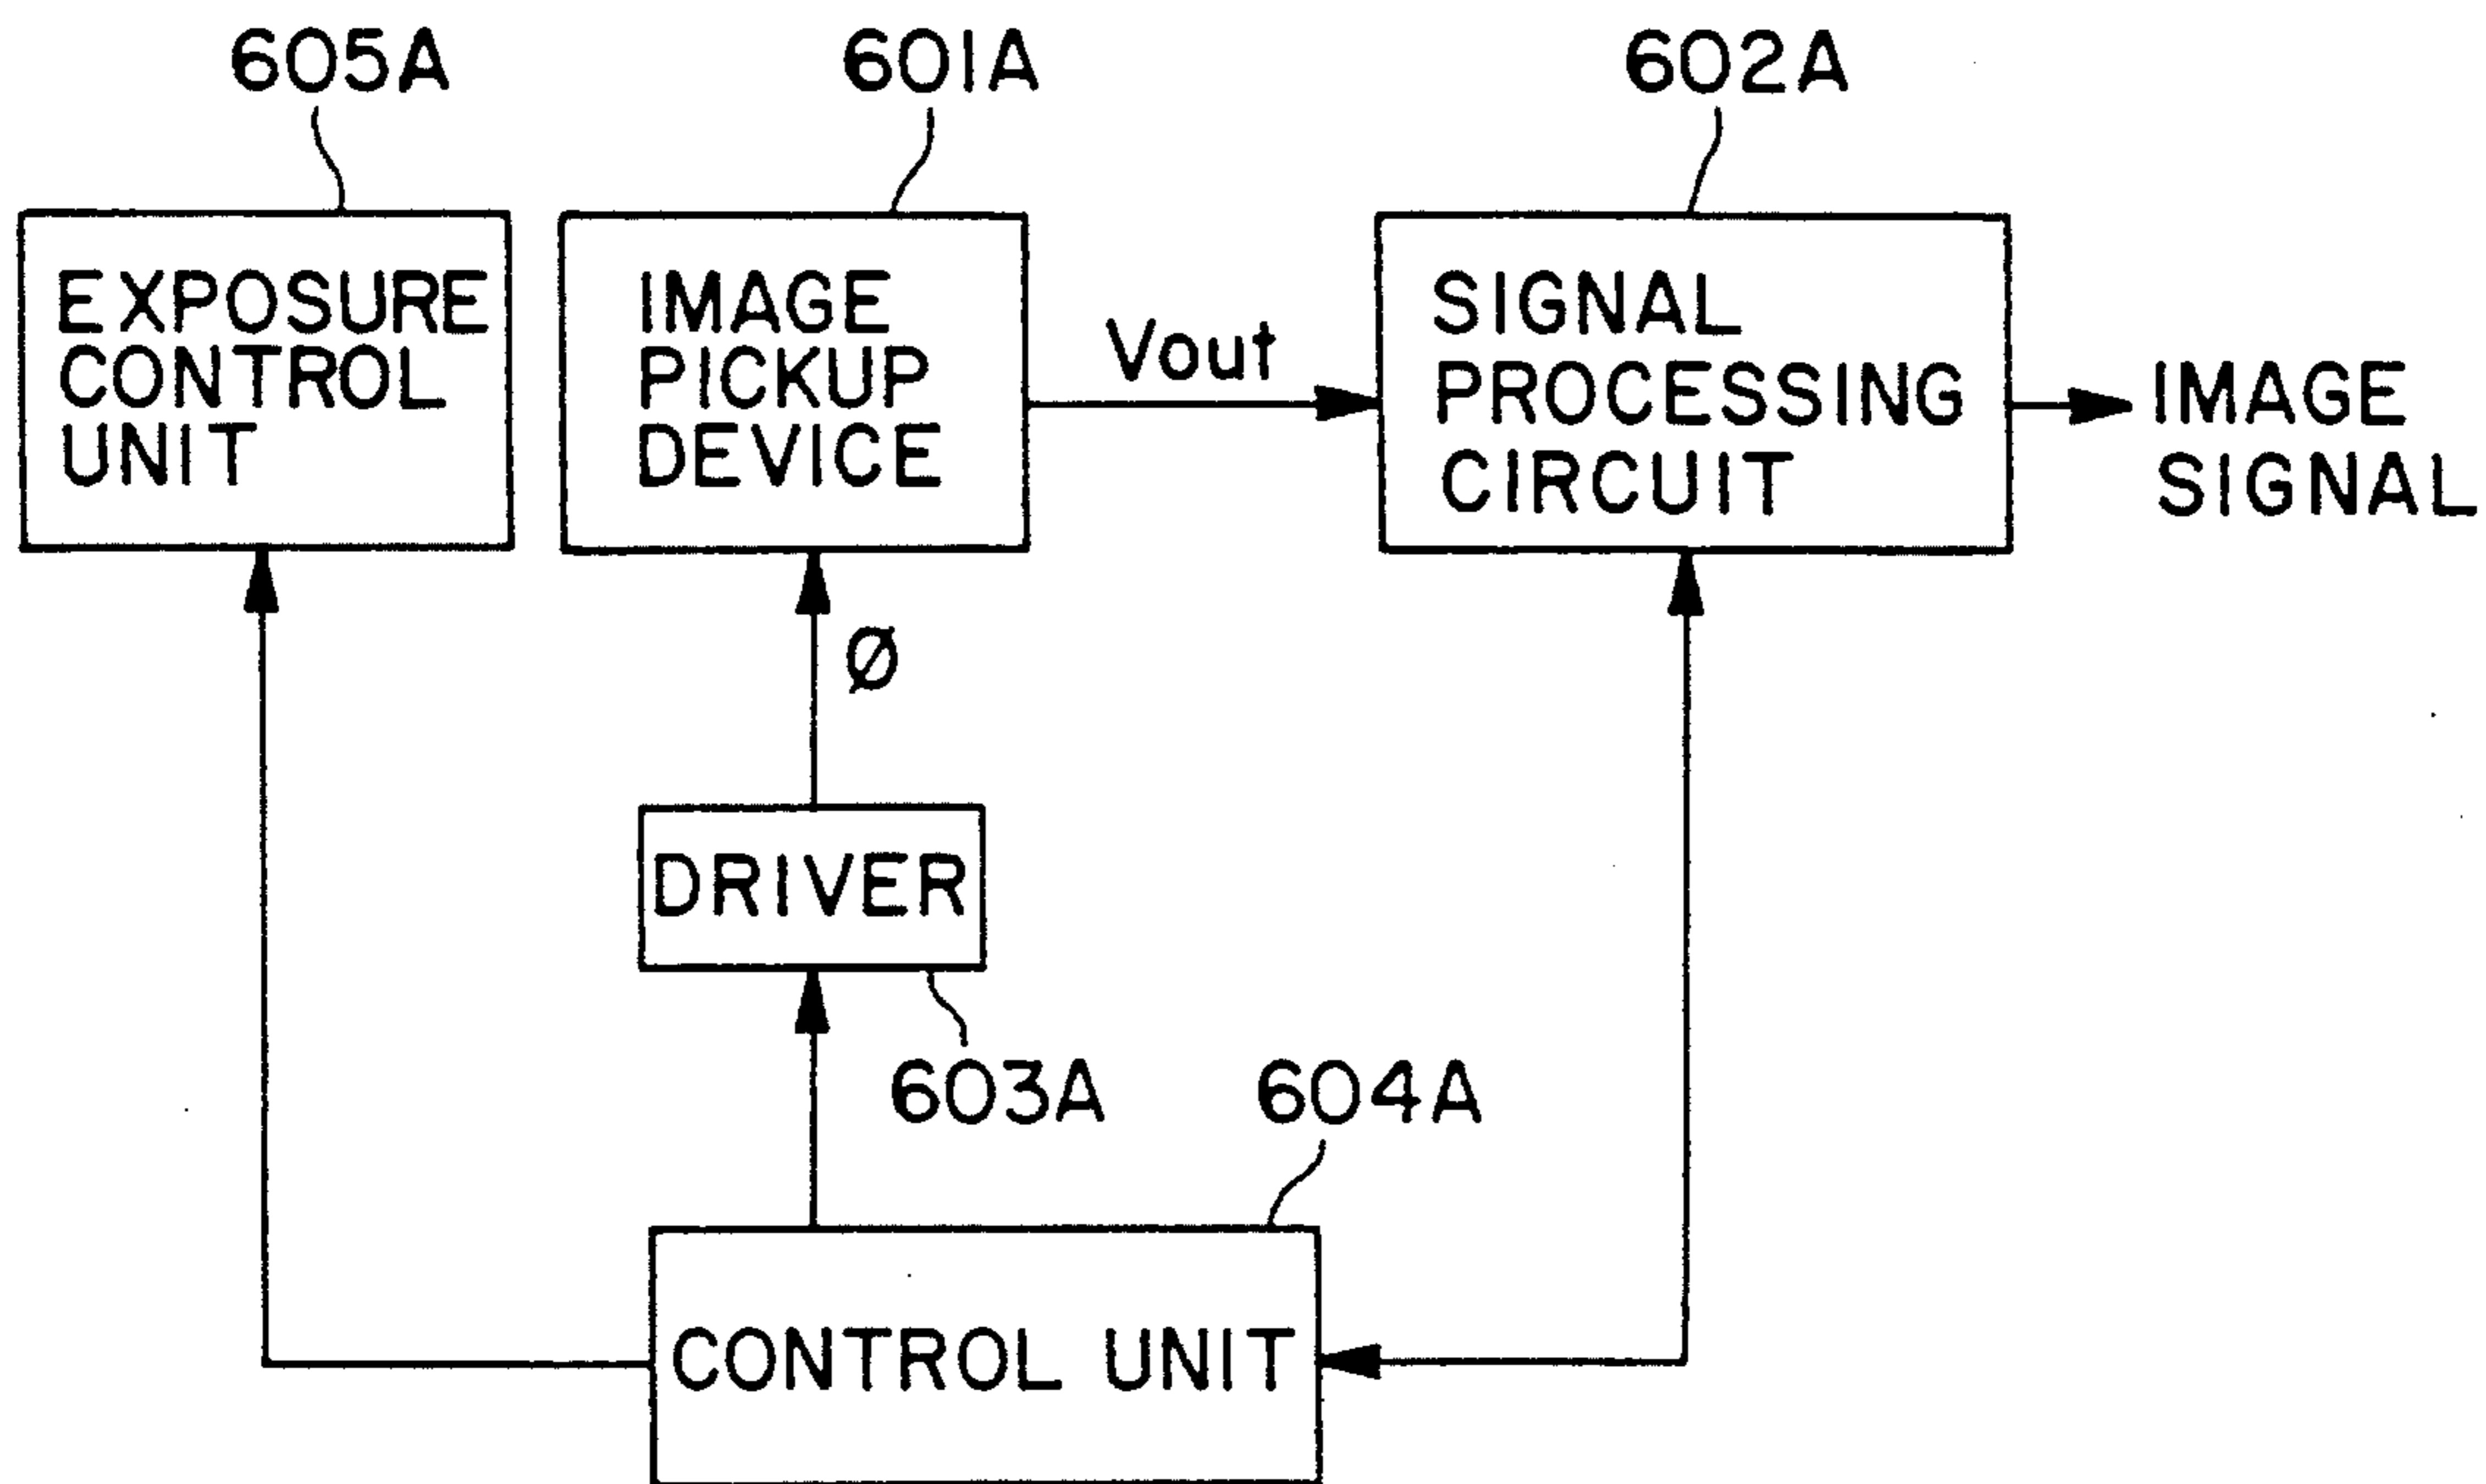 605A
601A
602A
EXPOSURE
CONTROL
UNIT
IMAGE
PICKUP
DEVICE
Vout
SIGNAL
PROCESSING
CIRCUIT
IMAGE
SIGNAL
Ø
DRIVER
603A
604A
CONTROL UNIT